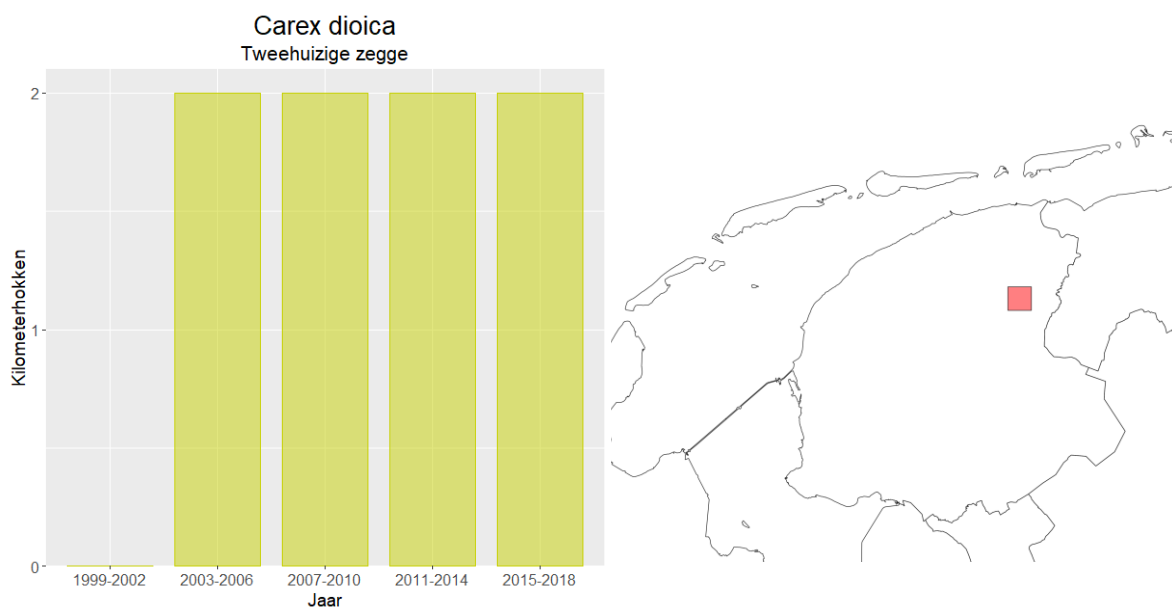 Carex dioica
Tweehuizige zegge
Kilometerhokken
2
1
0
1999-2002 2003-2006 2007-2010 2011-2014 2015-2018
Jaar